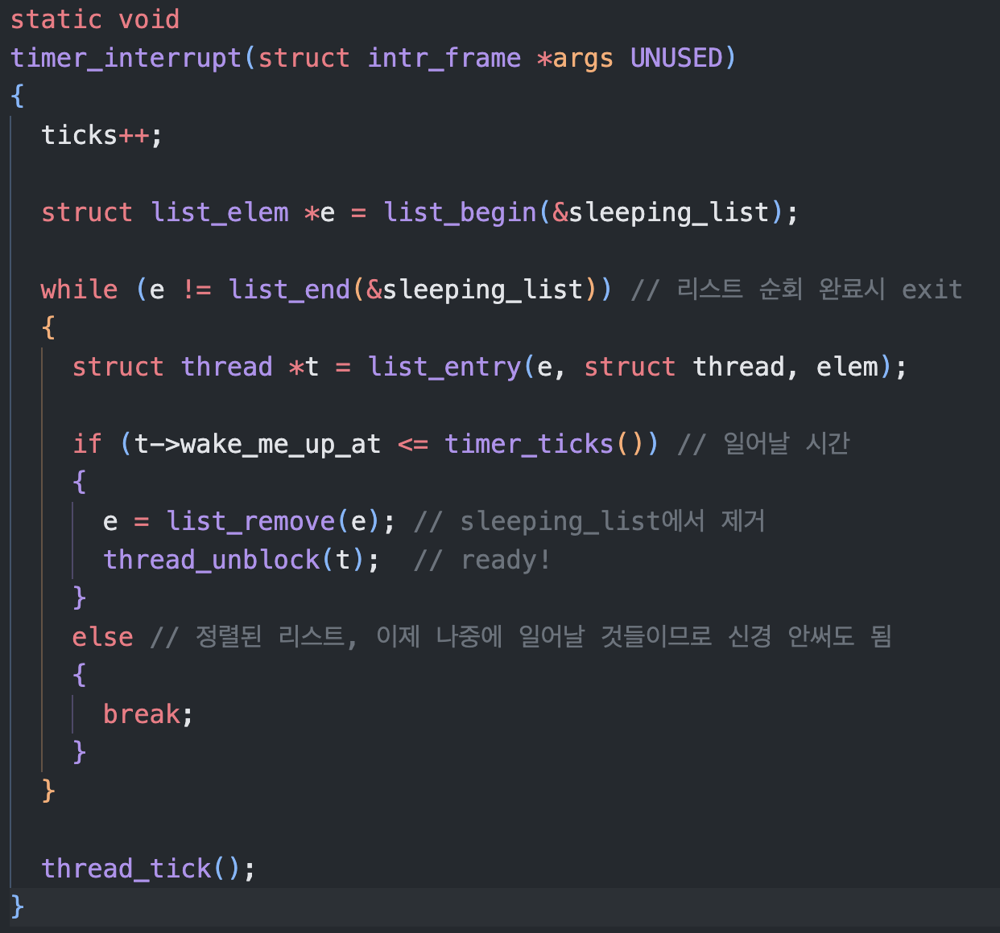 static void
timer_interrupt(struct intr_frame *args UNUSED)
{
  ticks++;

  struct list_elem *e = list_begin(&sleeping_list);

  while (e != list_end(&sleeping_list)) // 리스트 순회 완료시 exit
  {
    struct thread *t = list_entry(e, struct thread, elem);

    if (t->wake_me_up_at <= timer_ticks()) // 일어날 시간
    {
      e = list_remove(e); // sleeping_list에서 제거
      thread_unblock(t);  // ready!
    }
    else // 정렬된 리스트, 이제 나중에 일어날 것들이므로 신경 안써도 됨
    {
      break;
    }
  }

  thread_tick();
}